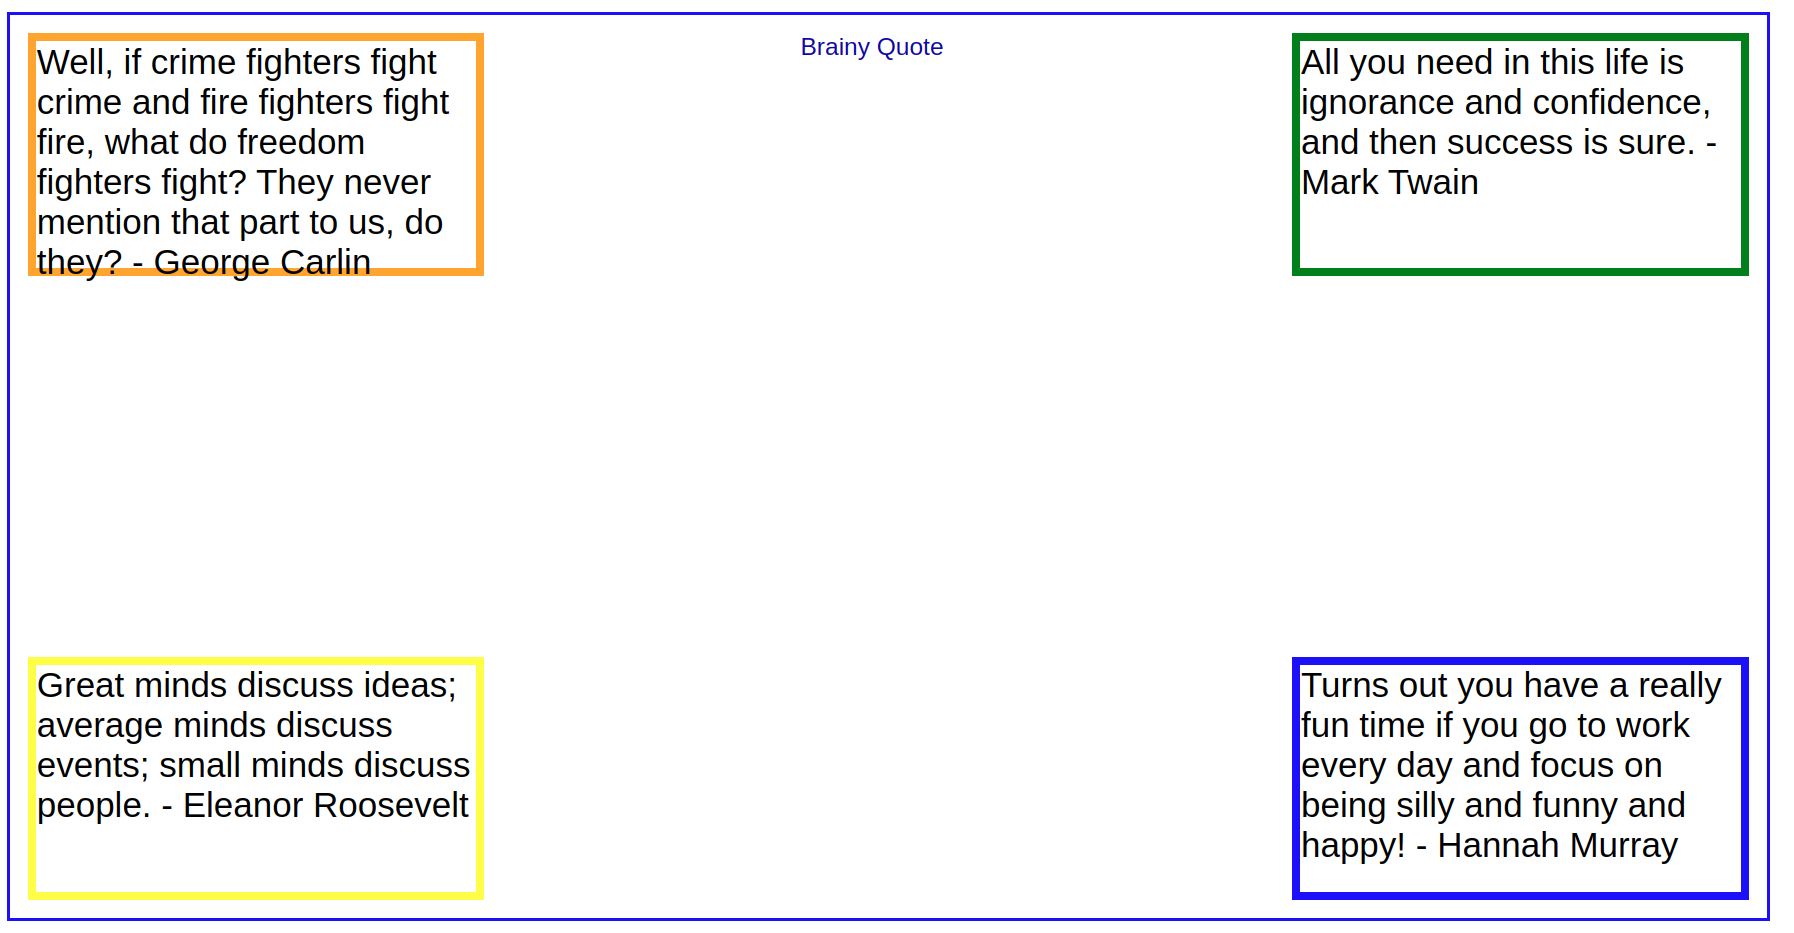 Well, if crime fighters fight
crime and fire fighters fight
fire, what do freedom
fighters fight? They never
mention that part to us, do
they? - George Carlin
Brainy Quote
All you need in this life is
ignorance and confidence,
and then success is sure. -
Mark Twain
Great minds discuss ideas;
average minds discuss
events; small minds discuss
people. - Eleanor Roosevelt
Turns out you have a really
fun time if you go to work
every day and focus on
being silly and funny and
happy! - Hannah Murray